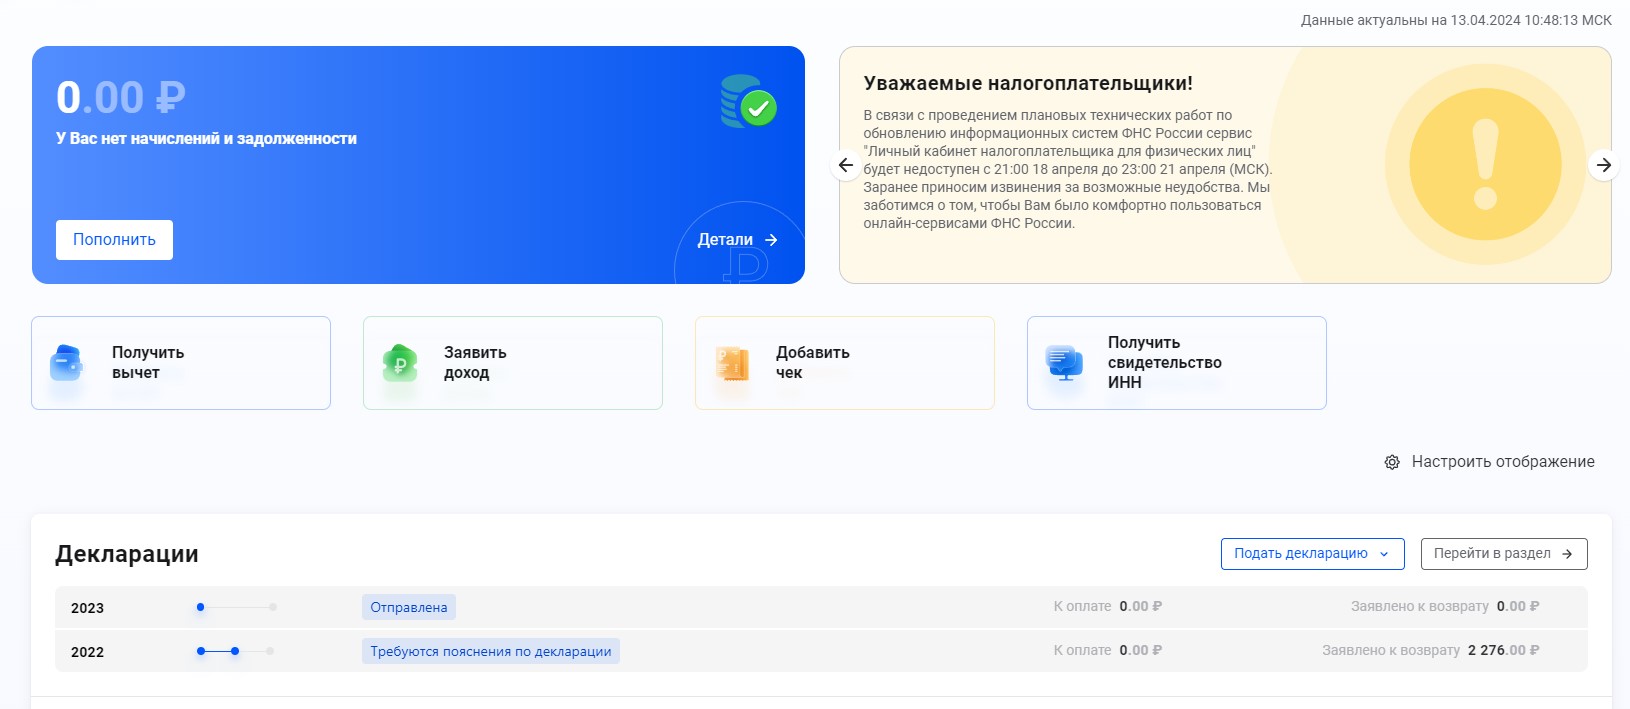 Данные актуальны на 13.04.2024 10:48:13 МСК
0.00 ₽
У Вас нет начислений и задолженности
Пополнить
Детали
Уважаемые налогоплательщики!
В связи с проведением плановых технических работ по
обновлению информационных систем ФНС России сервис
"Личный кабинет налогоплательщика для физических лиц"
будет недоступен с 21:00 18 апреля до 23:00 21 апреля (МСК).
Заранее приносим извинения за возможные неудобства. Мы
заботимся о том, чтобы Вам было комфортно пользоваться
онлайн-сервисами ФНС России.
Получить
вычет
Заявить
доход
Добавить
чек
Получить
свидетельство
ИНН
Настроить отображение
Декларации
Подать декларацию
Перейти в раздел
2023 Отправлена К оплате 0.00 ₽ Заявлено к возврату 0.00 ₽
2022 Требуются пояснения по декларации К оплате 0.00 ₽ Заявлено к возврату 2 276.00 ₽